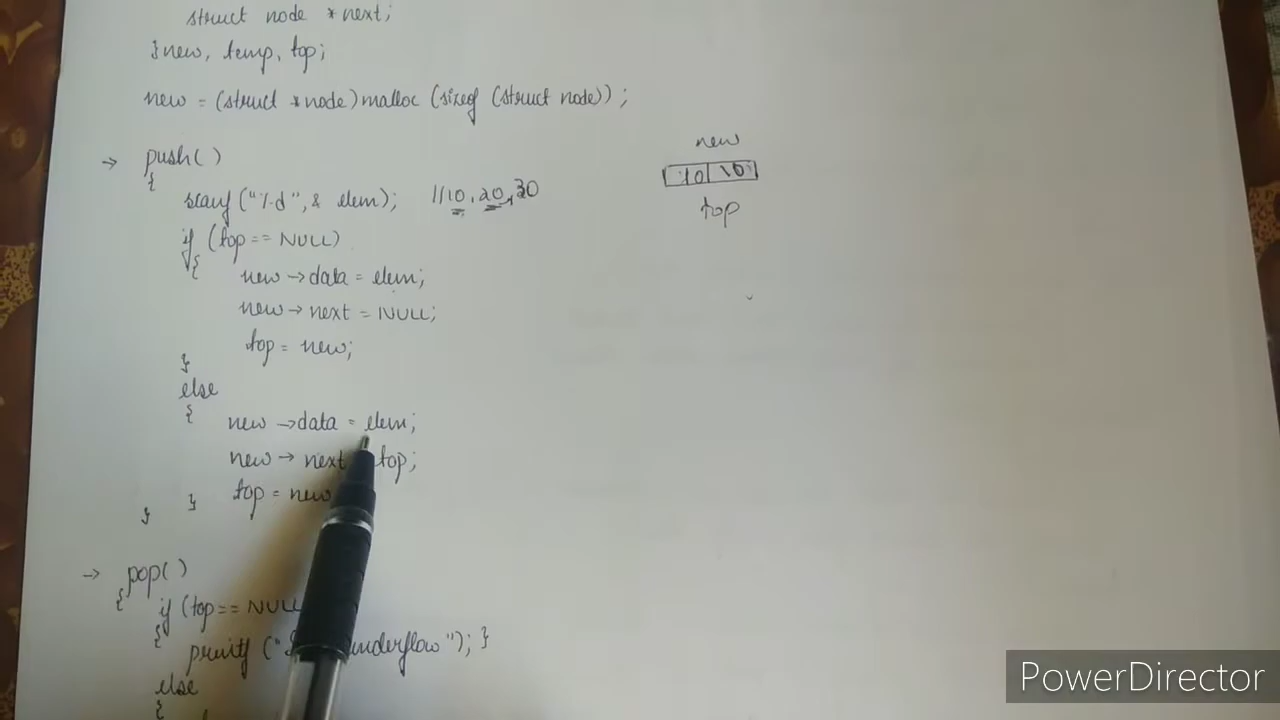 struct node *next;
}new, temp, top;
new = (struct *node)malloc (sizeof (struct node));
→ push()
{
scanf ("%d", & elem); //10, 20, 30
if (top == NULL)
{
new → data = elem;
new → next = NULL;
top = new;
}
else
{
new → data = elem;
new → next top;
top = new
}
}
new
10
top
→ pop()
{ if (top == NULL
{ printf (" underflow"); }
else
{
PowerDirector